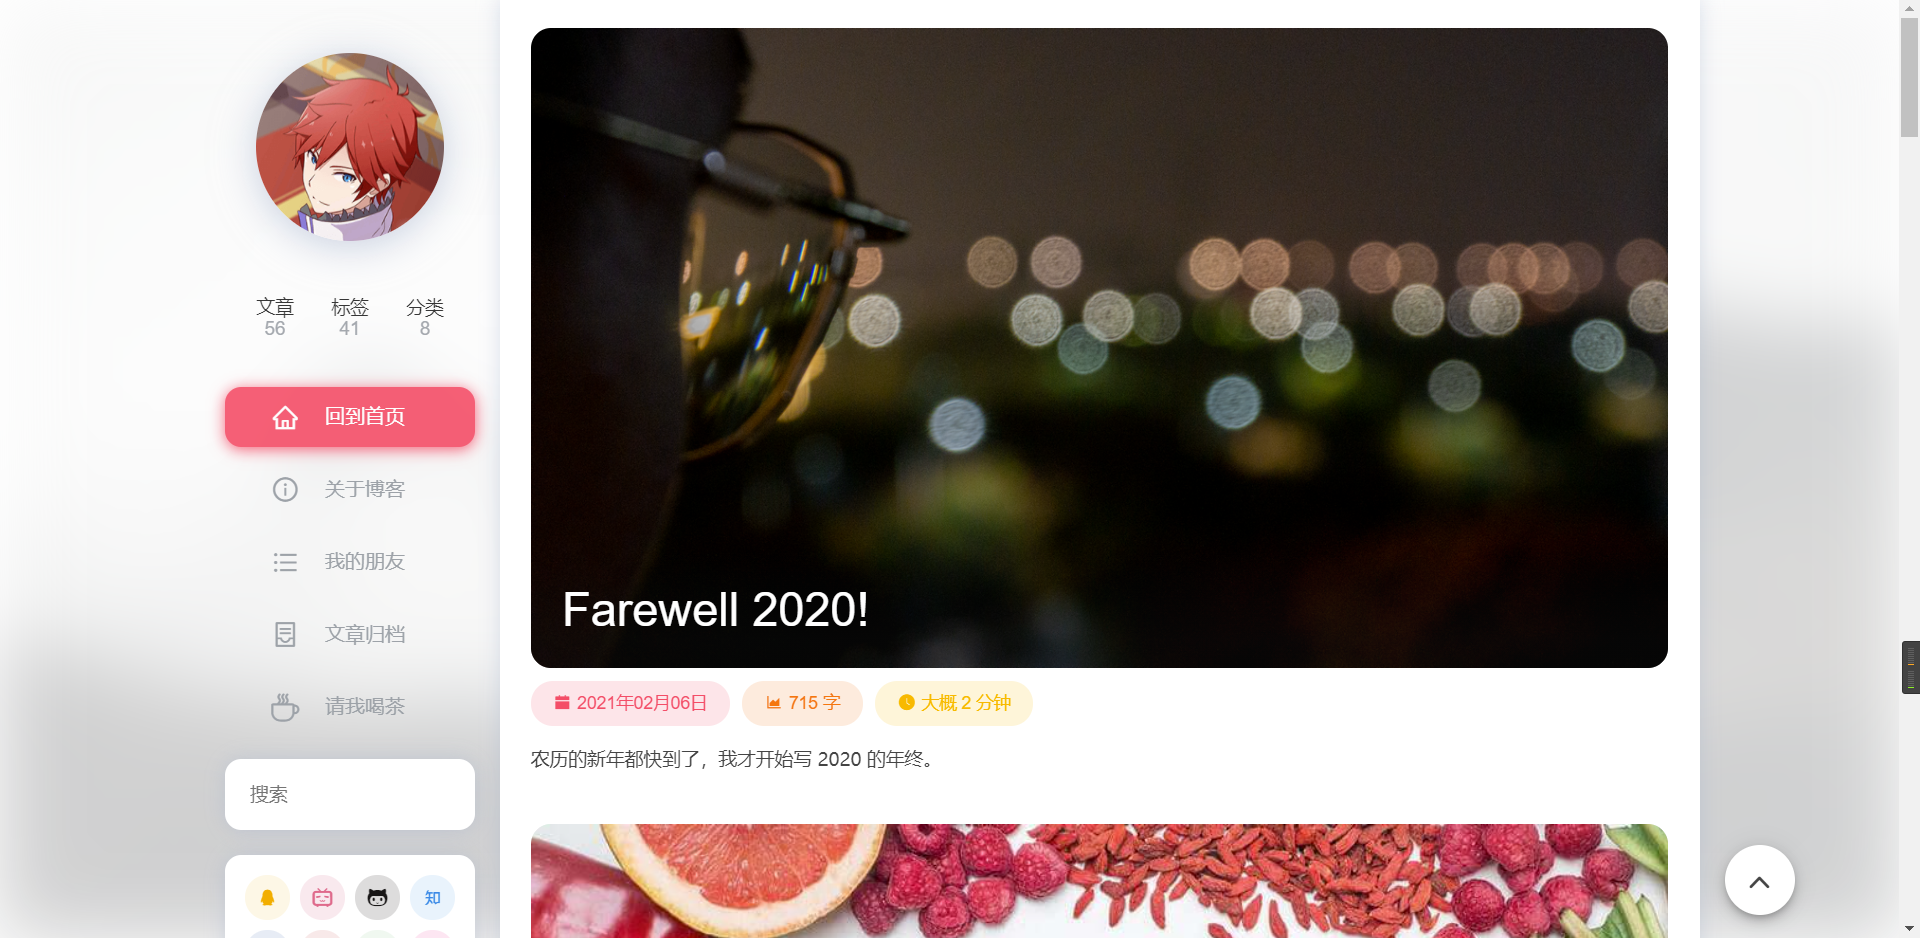 文章 标签 分类
56 41 8
回到首页
关于博客
我的朋友
文章归档
请我喝茶
搜索
知
Farewell 2020!
2021年02月06日 715 字 大概 2 分钟
农历的新年都快到了，我才开始写 2020 的年终。